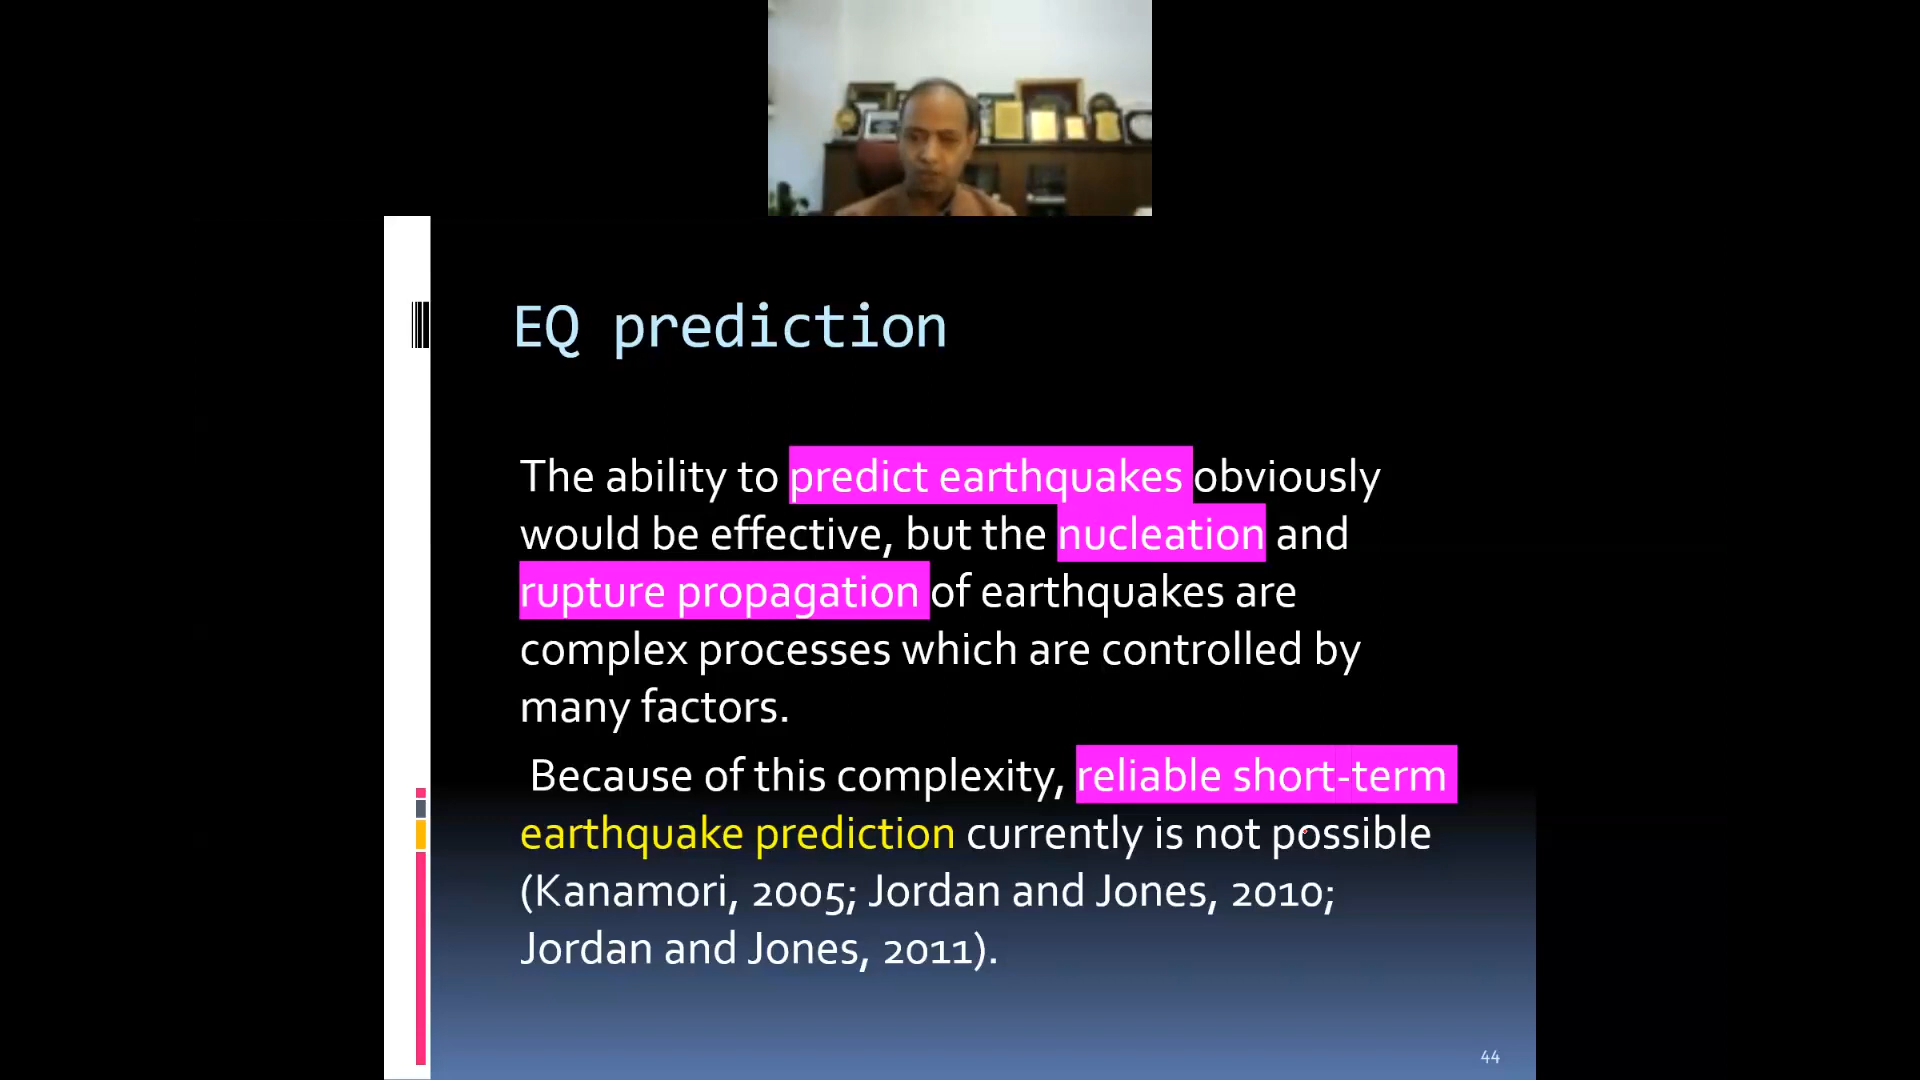 EQ prediction
The ability to predict earthquakes obviously
would be effective, but the nucleation and
rupture propagation of earthquakes are
complex processes which are controlled by
many factors.
Because of this complexity, reliable short-term
earthquake prediction currently is not possible
(Kanamori, 2005; Jordan and Jones, 2010;
Jordan and Jones, 2011).
44